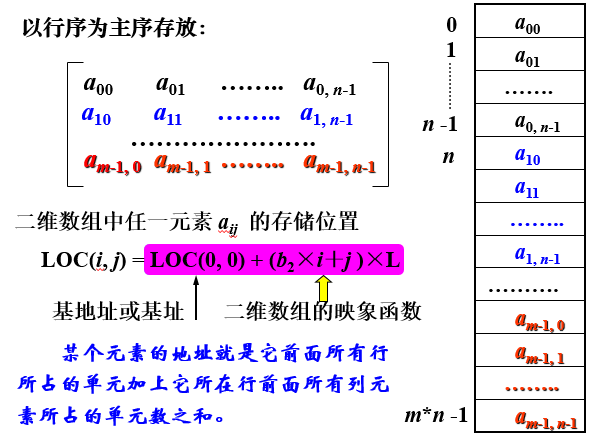 以行序为主序存放：
a00 a01 …….. a0, n-1
a10 a11 …….. a1, n-1
………………….
am-1, 0 am-1, 1 …….. am-1, n-1
二维数组中任一元素 aij 的存储位置
LOC(i, j) = LOC(0, 0) + (b2×i＋j )×L
基地址或基址 二维数组的映象函数
某个元素的地址就是它前面所有行
所占的单元加上它所在行前面所有列元
素所占的单元数之和。
0 a00
1 a01
…….
n -1 a0, n-1
n a10
a11
……..
a1, n-1
……….
am-1, 0
am-1, 1
……..
m*n -1 am-1, n-1